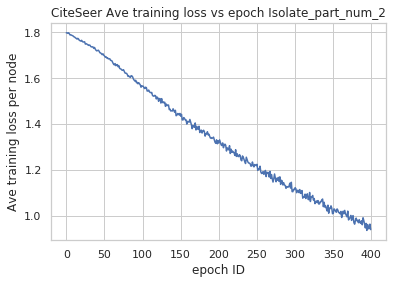 CiteSeer Ave training loss vs epoch Isolate_part_num_2
Ave training loss per node
1.8
1.6
1.4
1.2
1.0
0 50 100 150 200 250 300 350 400
epoch ID